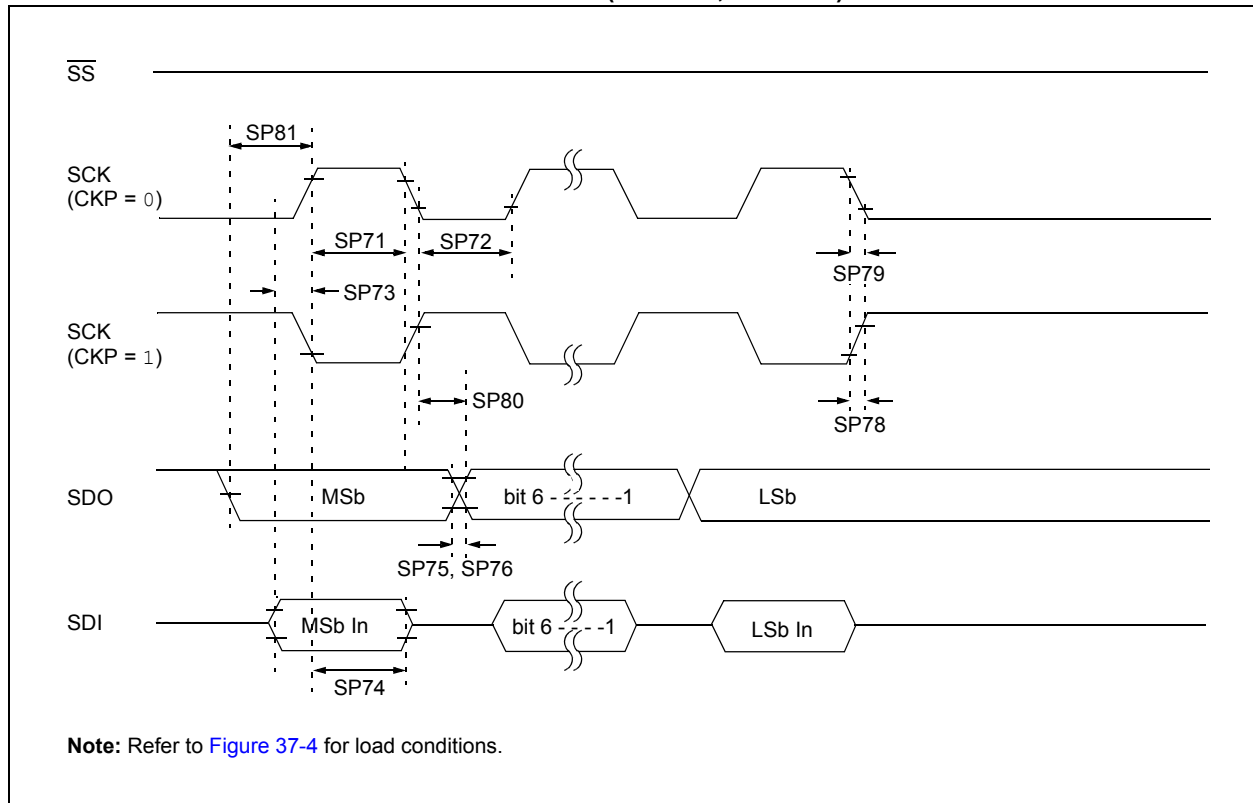 SS
SP81
SCK
(CKP = 0)
SP71
SP72
SP79
SP73
SCK
(CKP = 1)
SP80
SP78
SDO
MSb
bit 6 - - - - - -1
LSb
SP75, SP76
SDI
MSb In
bit 6 - - - -1
LSb In
SP74
Note: Refer to Figure 37-4 for load conditions.